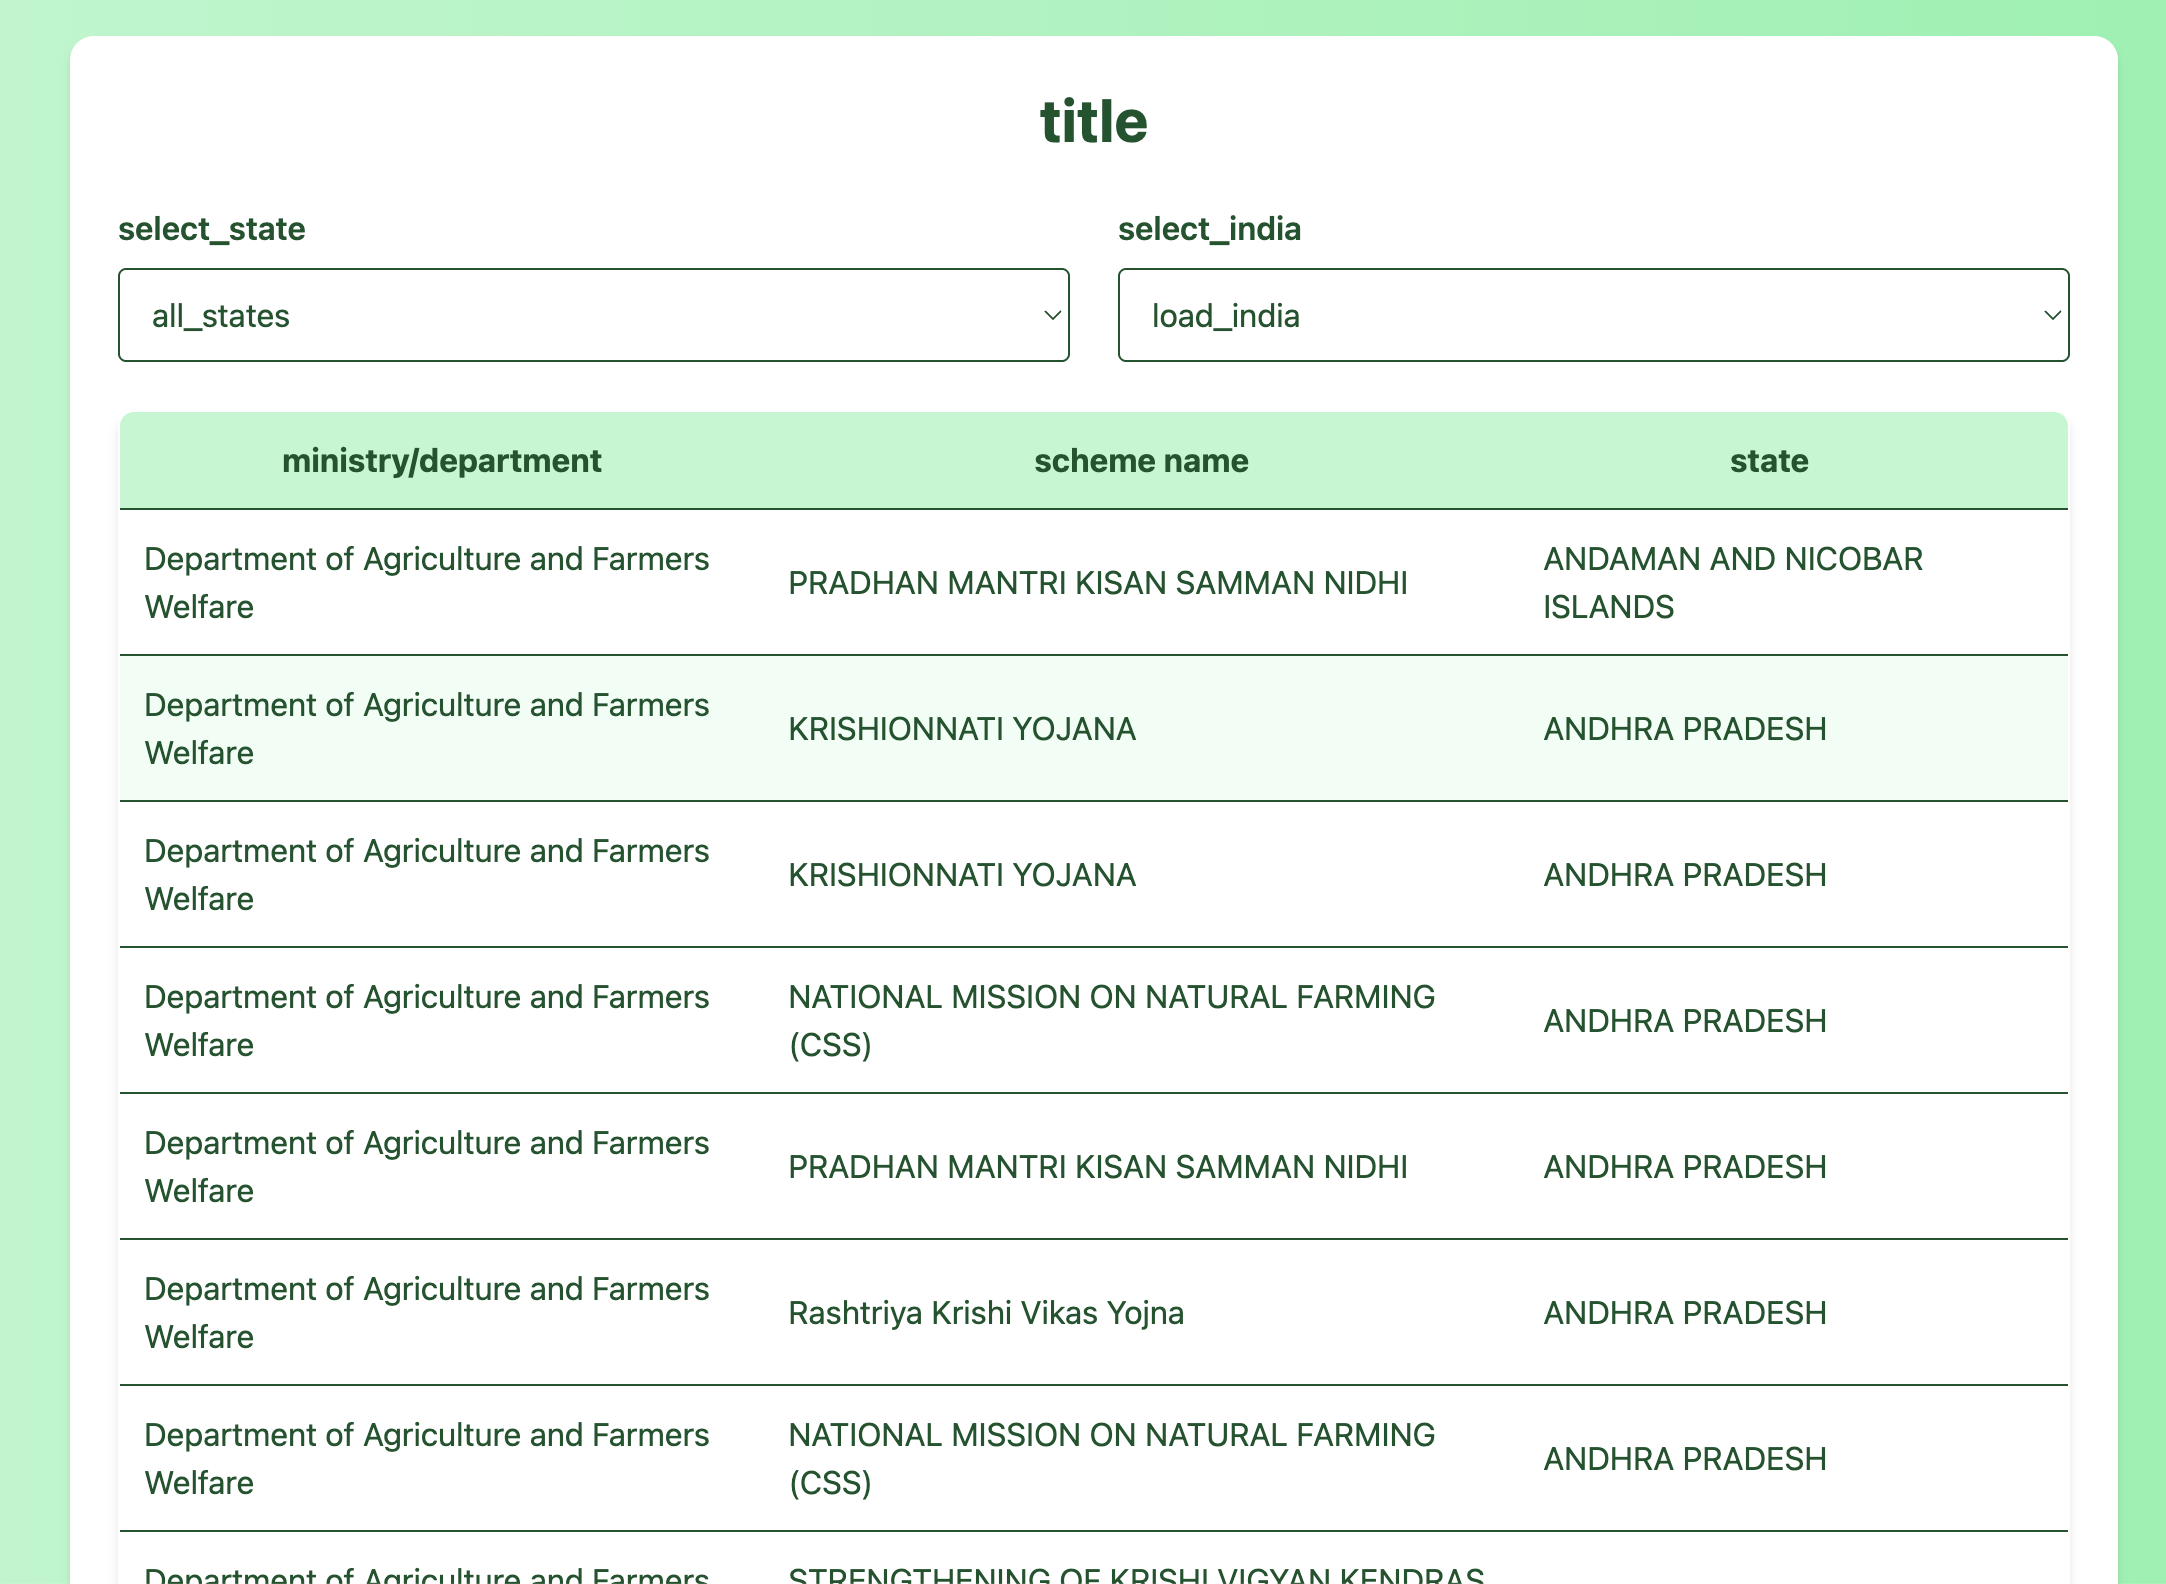 title
select_state
select_india
all_states
load_india
ministry/department scheme name state
Department of Agriculture and Farmers
Welfare
PRADHAN MANTRI KISAN SAMMAN NIDHI
ANDAMAN AND NICOBAR
ISLANDS
Department of Agriculture and Farmers
Welfare
KRISHIONNATI YOJANA
ANDHRA PRADESH
Department of Agriculture and Farmers
Welfare
KRISHIONNATI YOJANA
ANDHRA PRADESH
Department of Agriculture and Farmers
Welfare
NATIONAL MISSION ON NATURAL FARMING
(CSS)
ANDHRA PRADESH
Department of Agriculture and Farmers
Welfare
PRADHAN MANTRI KISAN SAMMAN NIDHI
ANDHRA PRADESH
Department of Agriculture and Farmers
Welfare
Rashtriya Krishi Vikas Yojna
ANDHRA PRADESH
Department of Agriculture and Farmers
Welfare
NATIONAL MISSION ON NATURAL FARMING
(CSS)
ANDHRA PRADESH
Department of Agriculture and Farmers
STRENGTHENING OF KRISHI VIGYAN KENDRAS